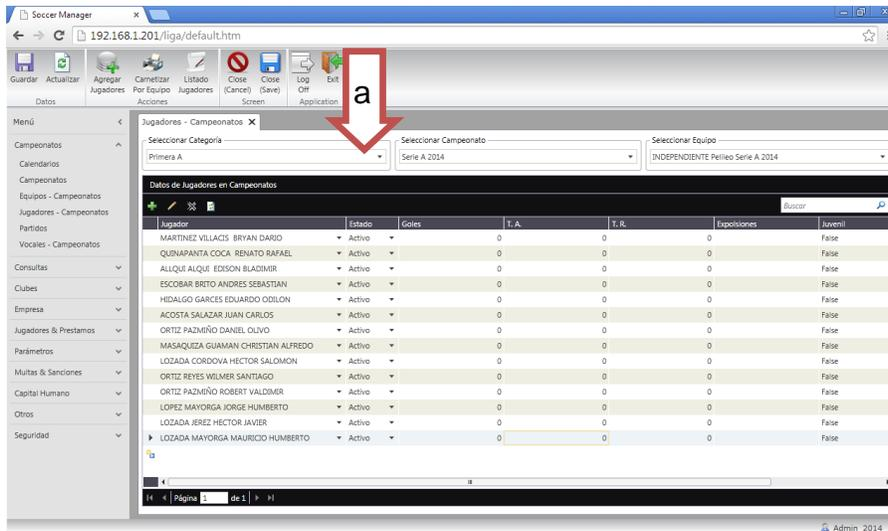 Soccer Manager
192.168.1.201/liga/default.htm
Guardar Actualizar Agregar Jugadores Carnetizar Por Equipo Listado Jugadores Close (Cancel) Close (Save) Log Off Exit
Datos Acciones Screen Application
a
Menú
Campeonatos
Calendarios
Campeonatos
Equipos - Campeonatos
Jugadores - Campeonatos
Partidos
Vocales - Campeonatos
Consultas
Clubes
Empresa
Jugadores & Prestamos
Parámetros
Multas & Sanciones
Capital Humano
Otros
Seguridad
Jugadores - Campeonatos X
Seleccionar Categoría Seleccionar Campeonato Seleccionar Equipo
Primera A Serie A 2014 INDEPENDIENTE Pelileo Serie A 2014
Datos de Jugadores en Campeonatos
Buscar
Jugador Estado Goles T. A. T. R. Expolsiones Juvenil
MARTINEZ VILLACIS BRYAN DARIO Activo 0 0 0 False
QUINAPANTA COCA RENATO RAFAEL Activo 0 0 0 False
ALLQUI ALQUI EDISON BLADIMIR Activo 0 0 0 False
ESCOBAR BRITO ANDRES SEBASTIAN Activo 0 0 0 False
HIDALGO GARCES EDUARDO ODILON Activo 0 0 0 False
ACOSTA SALAZAR JUAN CARLOS Activo 0 0 0 False
ORTIZ PAZMIÑO DANIEL OLIVO Activo 0 0 0 False
MASAQUIZA GUAMAN CHRISTIAN ALFREDO Activo 0 0 0 False
LOZADA CORDOVA HECTOR SALOMON Activo 0 0 0 False
ORTIZ REYES WILMER SANTIAGO Activo 0 0 0 False
ORTIZ PAZMIÑO ROBERT VALDIMIR Activo 0 0 0 False
LOPEZ MAYORGA JORGE HUMBERTO Activo 0 0 0 False
LOZADA JEREZ HECTOR JAVIER Activo 0 0 0 False
LOZADA MAYORGA MAURICIO HUMBERTO Activo 0 0 0 False
Página 1 de 1
Admin_2014